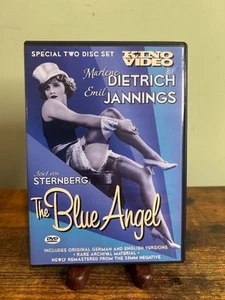 SPECIAL TWO DISC SET
KINO
VIDEO
Marlene
DIETRICH
Emil
JANNINGS
Josef von
STERNBERG's
The Blue Angel
DVD
INCLUDES ORIGINAL GERMAN AND ENGLISH VERSIONS
• RARE ARCHIVAL MATERIAL •
NEWLY REMASTERED FROM THE 35MM NEGATIVE